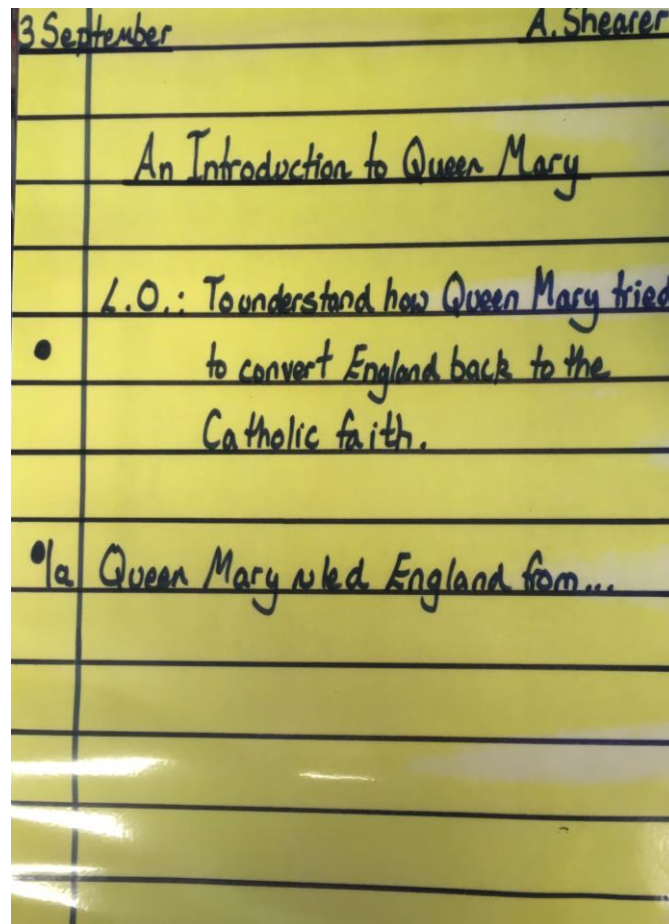 3 September A. Shearer
An Introduction to Queen Mary
L.O.: To understand how Queen Mary tried
to convert England back to the
Catholic faith.
1a Queen Mary ruled England from...